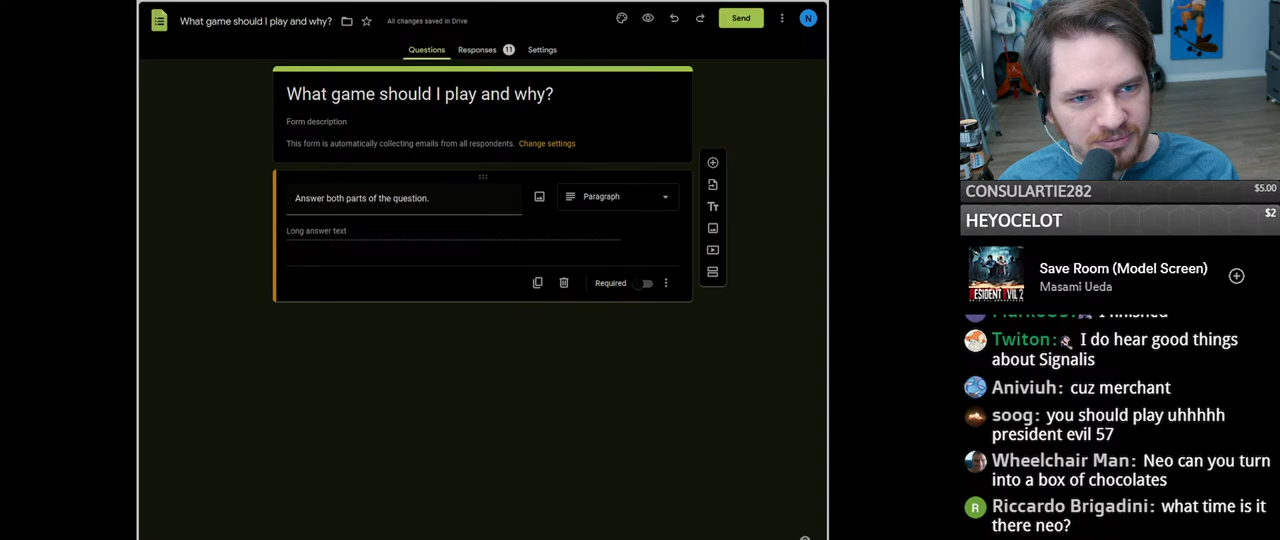 What game should I play and why?
All changes saved in Drive
Send
N
Questions
Responses 11
Settings
What game should I play and why?
Form description
This form is automatically collecting emails from all respondents. Change settings
Answer both parts of the question.
Paragraph
Long answer text
Required
Tт
CONSULARTIE282 $5.00
HEYOCELOT $2
RESIDENT EVIL 2
Save Room (Model Screen)
Masami Ueda
I finished
Twiton: I do hear good things
about Signalis
Aniviuh: cuz merchant
soog: you should play uhhhhh
president evil 57
Wheelchair Man: Neo can you turn
into a box of chocolates
R Riccardo Brigadini: what time is it
there neo?